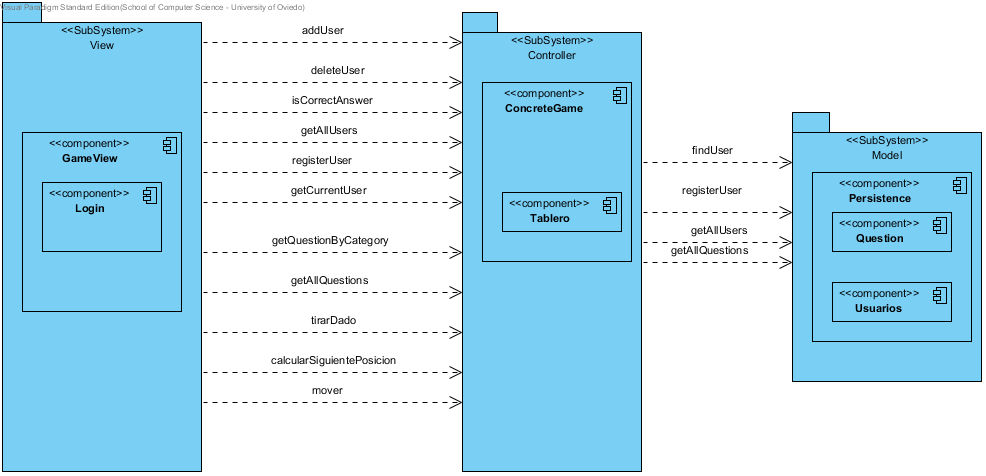 Visual Paradigm Standard Edition(School of Computer Science - University of Oviedo)
<<SubSystem>>
View
<<component>>
GameView
<<component>>
Login
addUser
deleteUser
isCorrectAnswer
getAllUsers
registerUser
getCurrentUser
getQuestionByCategory
getAllQuestions
tirarDado
calcularSiguientePosicion
mover
<<SubSystem>>
Controller
<<component>>
ConcreteGame
<<component>>
Tablero
findUser
registerUser
getAllUsers
getAllQuestions
<<SubSystem>>
Model
<<component>>
Persistence
<<component>>
Question
<<component>>
Usuarios